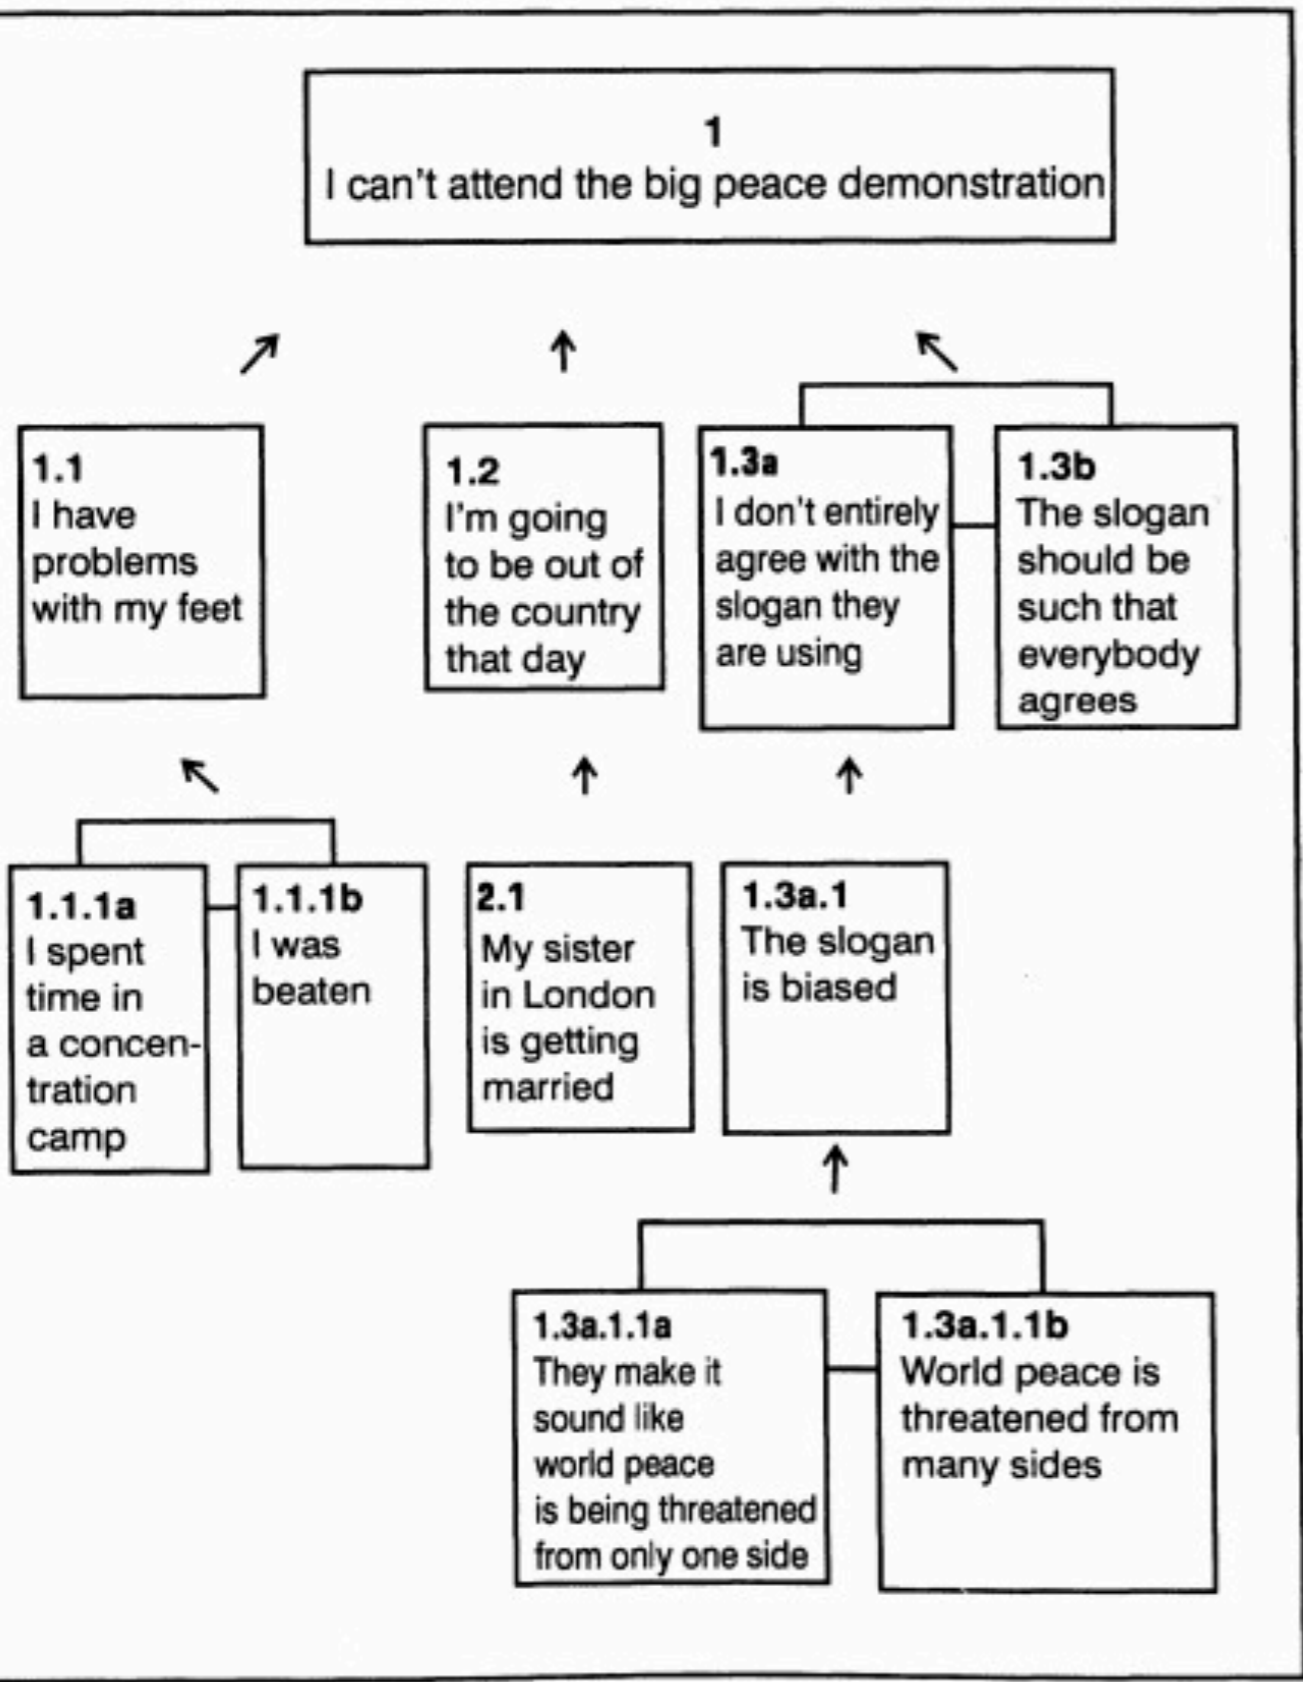 1
I can't attend the big peace demonstration
1.1
I have
problems
with my feet
1.2
I'm going
to be out of
the country
that day
1.3a
I don't entirely
agree with the
slogan they
are using
1.3b
The slogan
should be
such that
everybody
agrees
1.1.1a
I spent
time in
a concen-
tration
camp
1.1.1b
I was
beaten
2.1
My sister
in London
is getting
married
1.3a.1
The slogan
is biased
1.3a.1.1a
They make it
sound like
world peace
is being threatened
from only one side
1.3a.1.1b
World peace is
threatened from
many sides